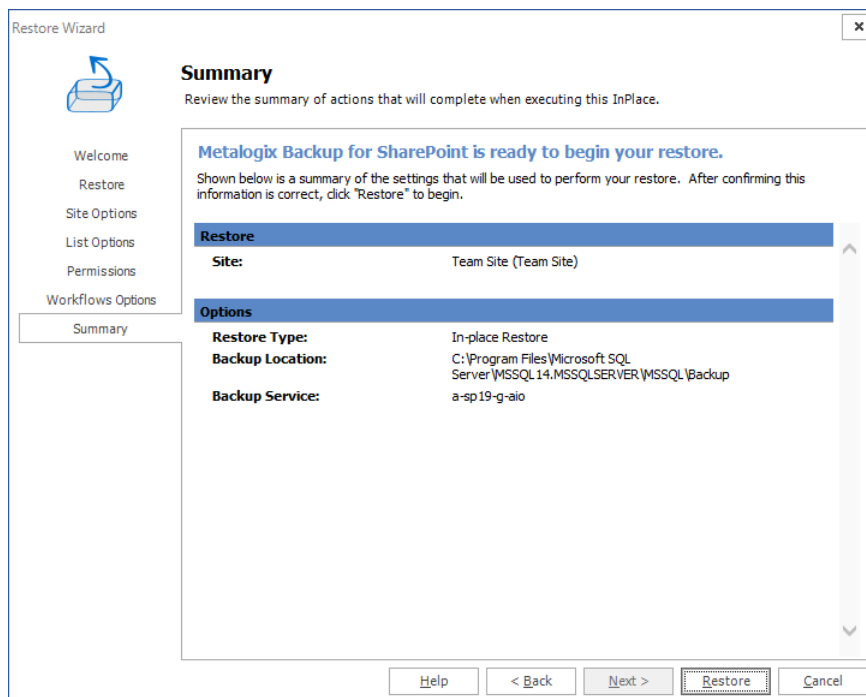 Restore Wizard
Summary
Review the summary of actions that will complete when executing this InPlace.
Welcome
Restore
Site Options
List Options
Permissions
Workflows Options
Summary
Metalogix Backup for SharePoint is ready to begin your restore.
Shown below is a summary of the settings that will be used to perform your restore. After confirming this
information is correct, click "Restore" to begin.
Restore
Site: Team Site (Team Site)
Options
Restore Type: In-place Restore
Backup Location: C:\Program Files\Microsoft SQL
Server\MSSQL14.MSSQLSERVER\MSSQL\Backup
Backup Service: a-sp19-g-aio
Help < Back Next > Restore Cancel